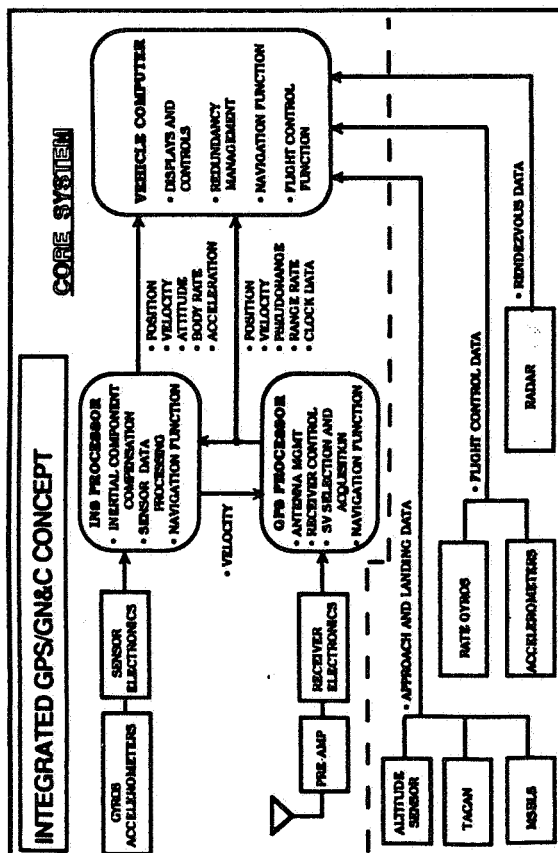 INTEGRATED GPS/GN&C CONCEPT
CORE SYSTEM
GYROS
ACCELEROMETERS
SENSOR
ELECTRONICS
INS PROCESSOR
• INERTIAL COMPONENT
COMPENSATION
• SENSOR DATA
PROCESSING
• NAVIGATION FUNCTION
• POSITION
• VELOCITY
• ATTITUDE
• BODY RATE
• ACCELERATION
VEHICLE COMPUTER
• DISPLAYS AND
CONTROLS
• REDUNDANCY
MANAGEMENT
• NAVIGATION FUNCTION
• FLIGHT CONTROL
FUNCTION
• VELOCITY
• POSITION
• VELOCITY
• PSEUDORANGE
• RANGE RATE
• CLOCK DATA
PRE-AMP
RECEIVER
ELECTRONICS
GPS PROCESSOR
• ANTENNA MGMT
• RECEIVER CONTROL
• SV SELECTION AND
ACQUISITION
• NAVIGATION FUNCTION
• APPROACH AND LANDING DATA
ALTITUDE
SENSOR
TACAN
MSBLS
• FLIGHT CONTROL DATA
RATE GYROS
ACCELEROMETERS
• RENDEZVOUS DATA
RADAR